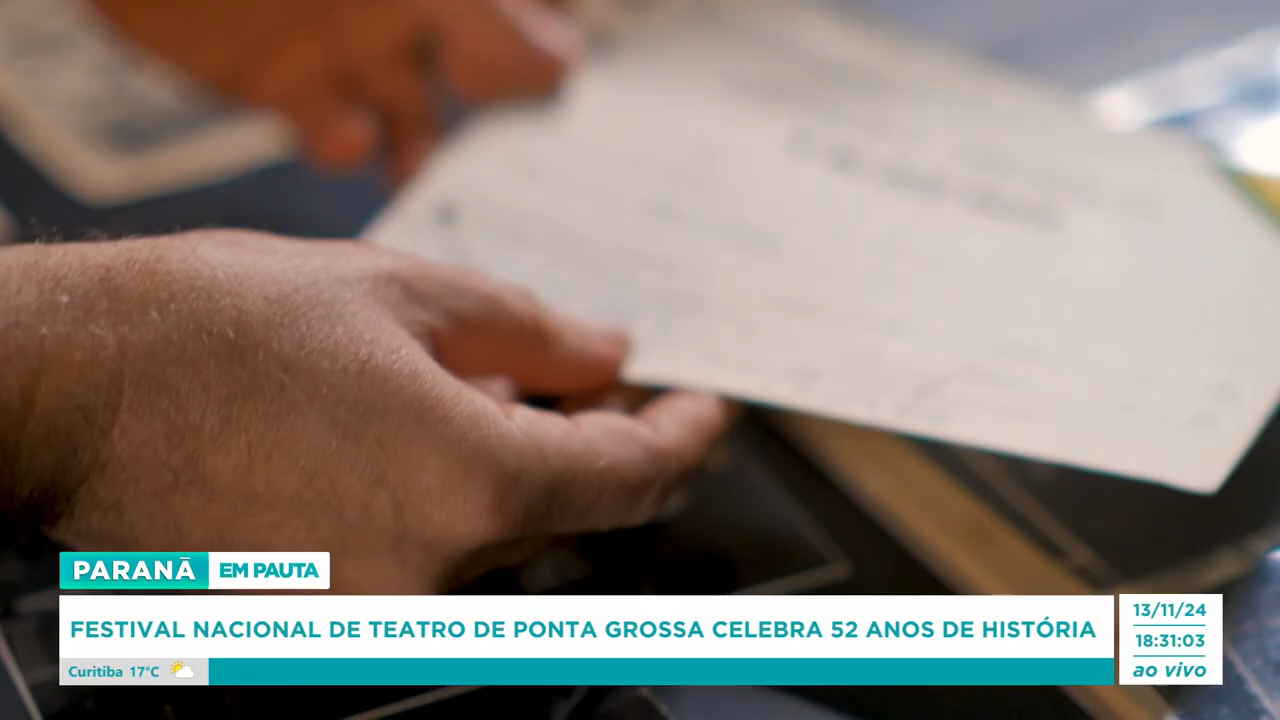 PARANĀ EM PAUTA
FESTIVAL NACIONAL DE TEATRO DE PONTA GROSSA CELEBRA 52 ANOS DE HISTÓRIA
Curitiba 17°C
13/11/24
18:31:03
ao vivo